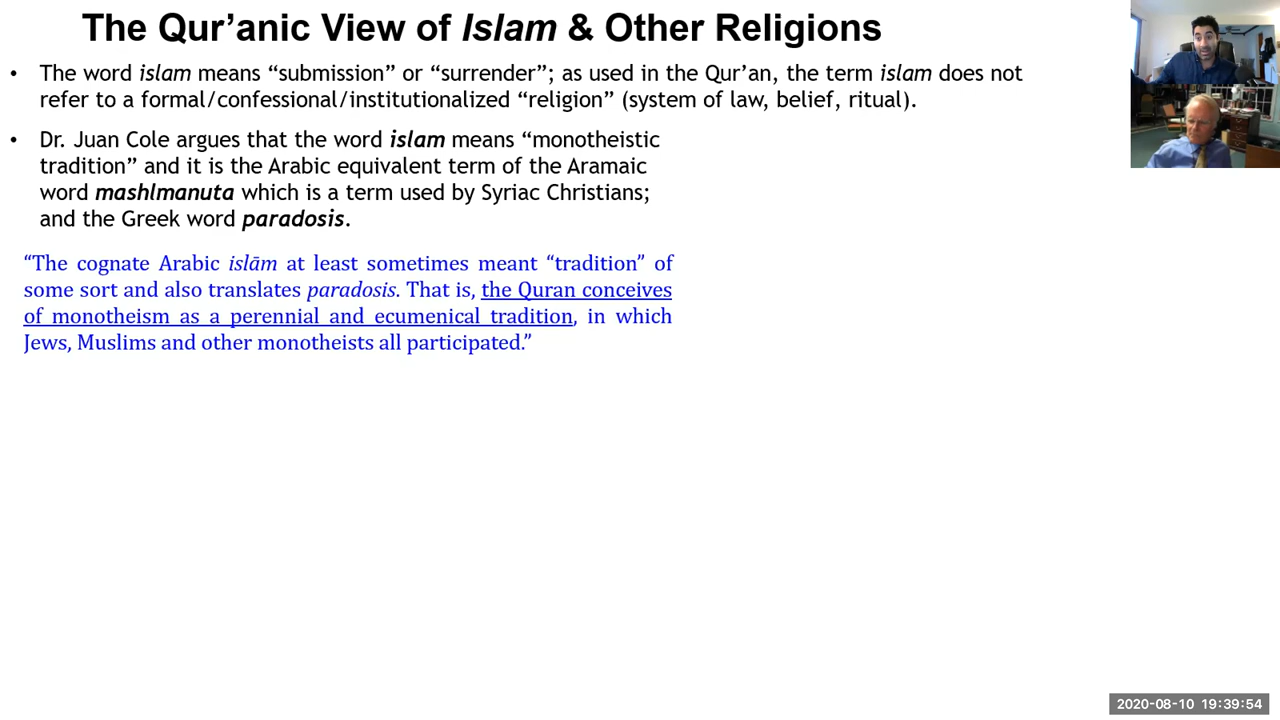 The Qur’anic View of Islam & Other Religions
• The word islam means “submission” or “surrender”; as used in the Qur’an, the term islam does not
refer to a formal/confessional/institutionalized “religion” (system of law, belief, ritual).
• Dr. Juan Cole argues that the word islam means “monotheistic
tradition” and it is the Arabic equivalent term of the Aramaic
word mashlmanuta which is a term used by Syriac Christians;
and the Greek word paradosis.
“The cognate Arabic islām at least sometimes meant “tradition” of
some sort and also translates paradosis. That is, the Quran conceives
of monotheism as a perennial and ecumenical tradition, in which
Jews, Muslims and other monotheists all participated.”
2020-08-10 19:39:54